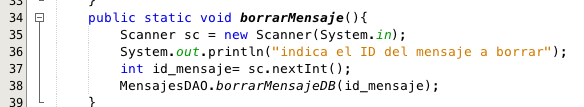 33 }
34 public static void borrarMensaje(){
35 Scanner sc = new Scanner(System.in);
36 System.out.println("indica el ID del mensaje a borrar");
37 int id_mensaje= sc.nextInt();
38 MensajesDAO.borrarMensajeDB(id_mensaje);
39 }